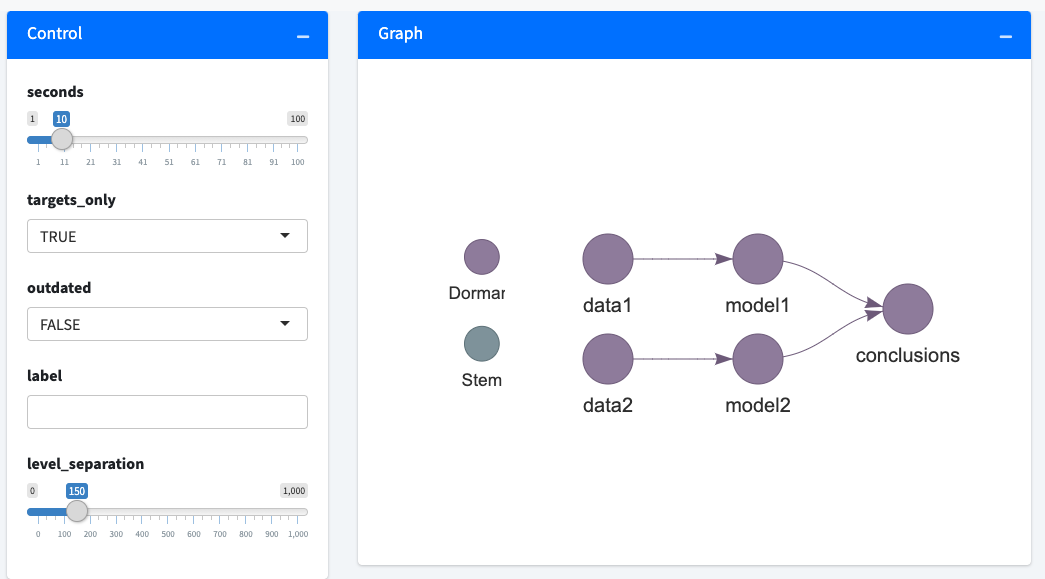 Control
seconds
1 10 100
1 11 21 31 41 51 61 71 81 91 100
targets_only
TRUE
outdated
FALSE
label
level_separation
0 150 1,000
0 100 200 300 400 500 600 700 800 900 1,000
Graph
Dormar
Stem
data1
model1
conclusions
data2
model2